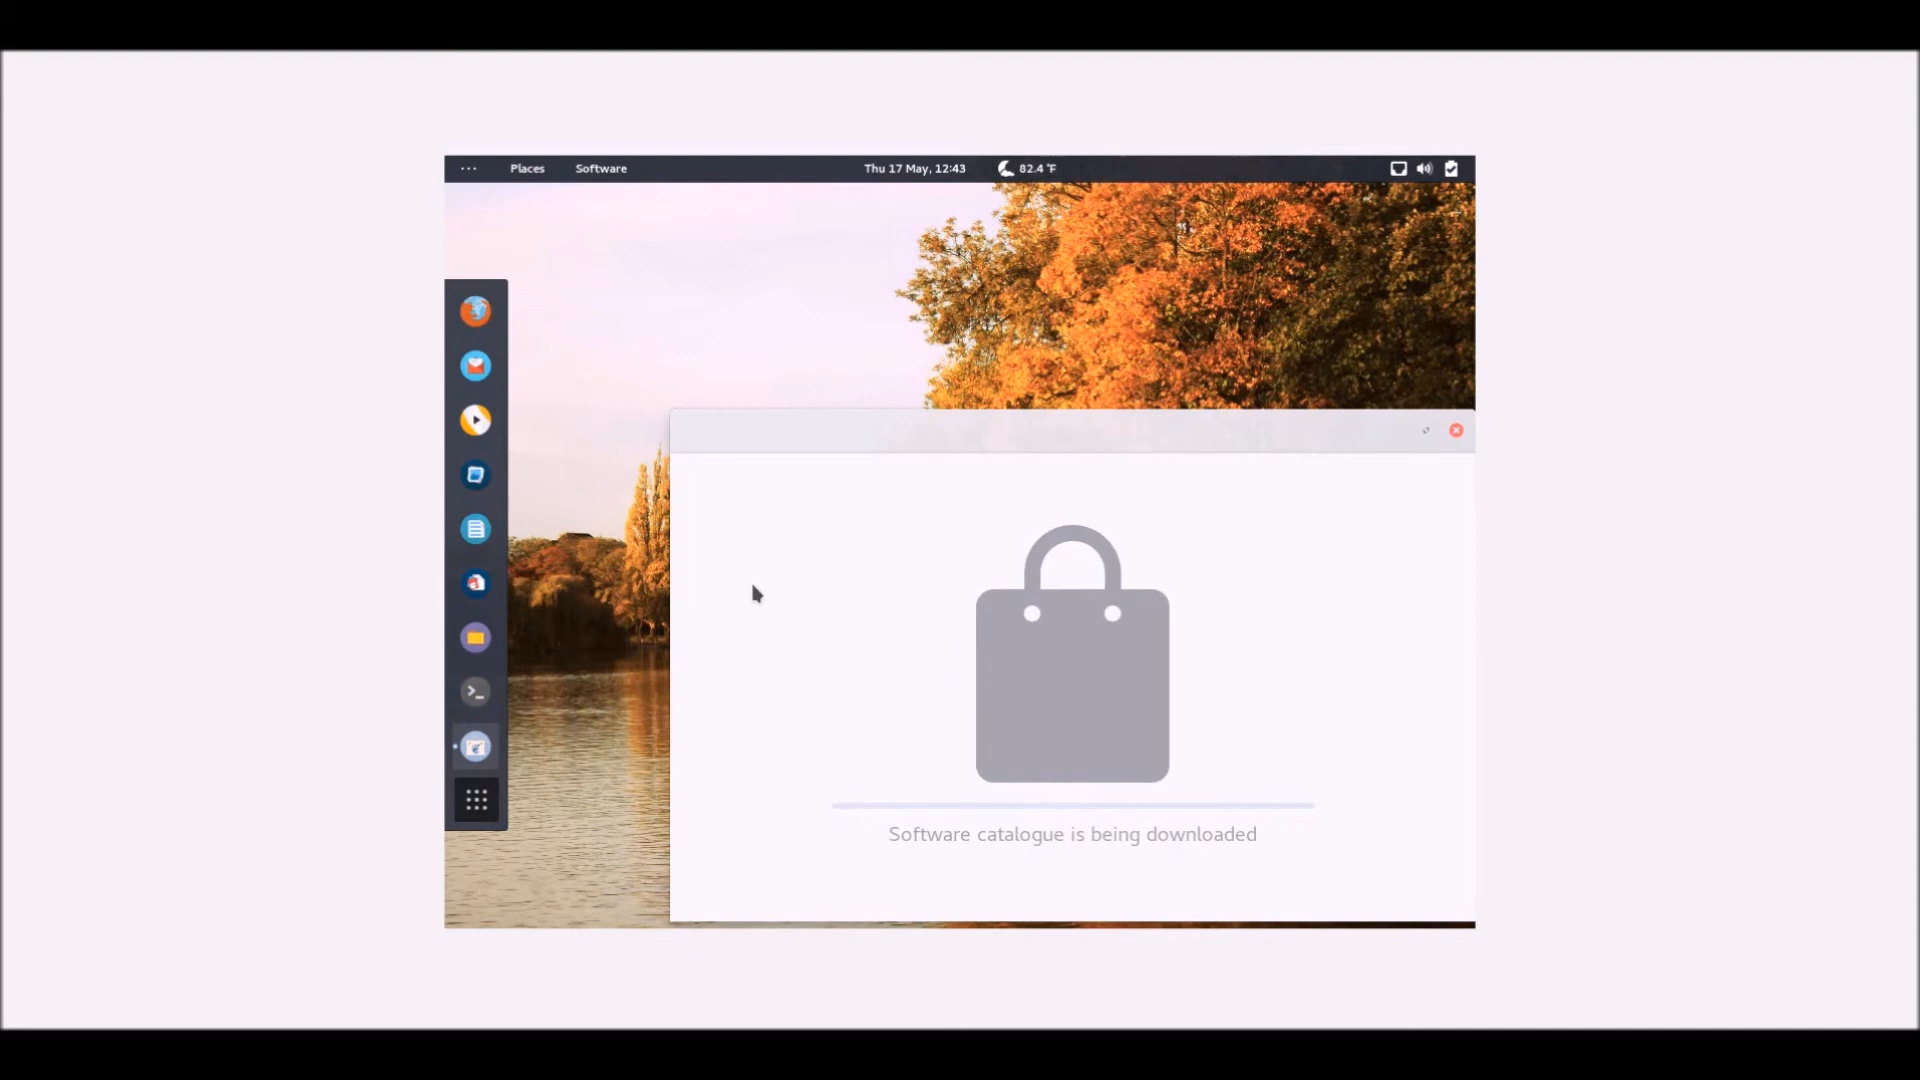 Places Software Thu 17 May, 12:43 82.4 °F
Software catalogue is being downloaded